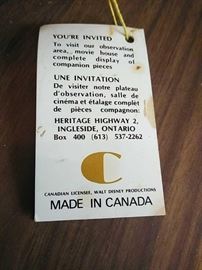 YOU'RE INVITED
To visit our observation
area, movie house and
complete display of
companion pieces
UNE INVITATION
De visiter notre plateau
d'observation, salle de
cinéma et étalage complèt
de pièces compagnon:
HERITAGE HIGHWAY 2,
INGLESIDE, ONTARIO
Box 400 (613) 537-2262
C
CANADIAN LICENSEE, WALT DISNEY PRODUCTIONS
MADE IN CANADA